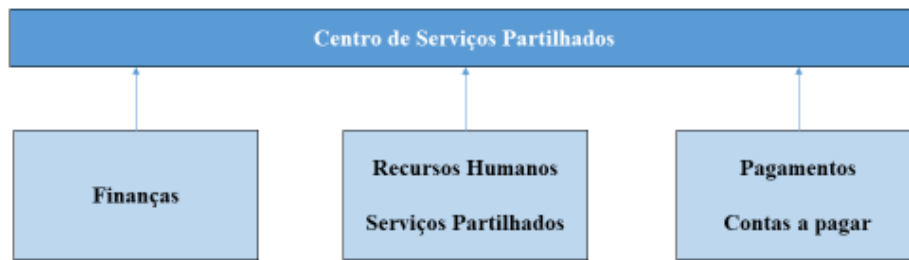 Centro de Serviços Partilhados
Finanças
Recursos Humanos
Serviços Partilhados
Pagamentos
Contas a pagar